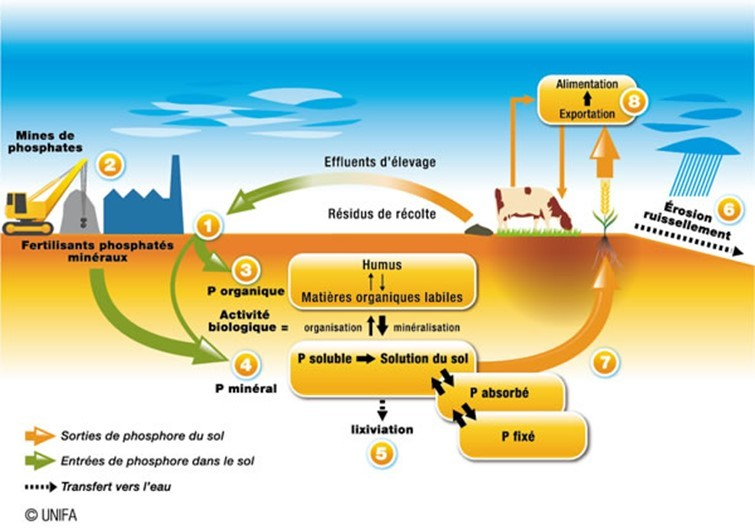 Alimentation
Exportation
8
Mines de
phosphates
2
Effluents d'élevage
Résidus de récolte
1
6
Érosion
ruissellement
Fertilisants phosphatés
minéraux
3
P organique
Humus
Matières organiques labiles
Activité
biologique =
organisation
minéralisation
4
P minéral
P soluble
Solution du sol
7
P absorbé
P fixé
lixiviation
5
Sorties de phosphore du sol
Entrées de phosphore dans le sol
Transfert vers l'eau
© UNIFA